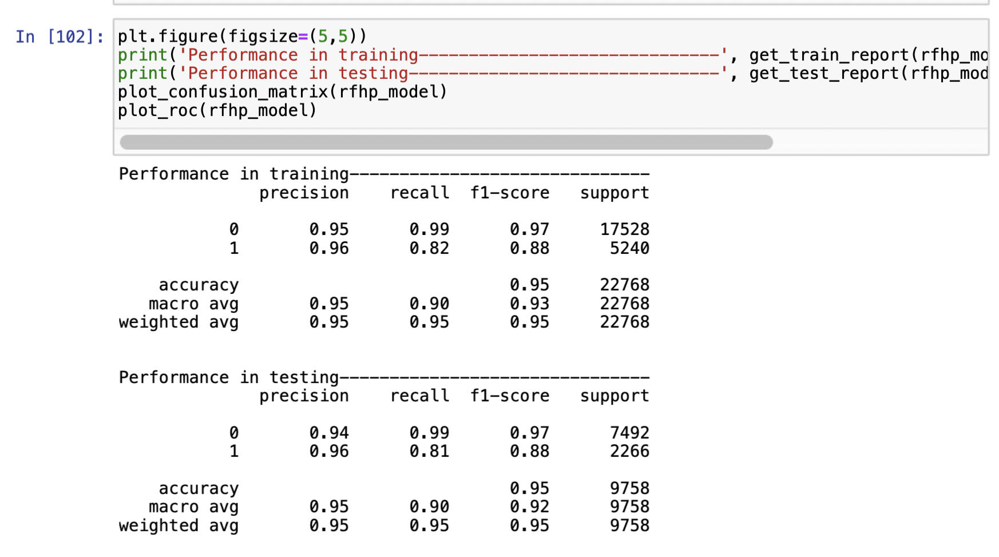 In [102]: plt.figure(figsize=(5,5))
print('Performance in training------------------------------', get_train_report(rfhp_mo
print('Performance in testing-------------------------------', get_test_report(rfhp_mod
plot_confusion_matrix(rfhp_model)
plot_roc(rfhp_model)
Performance in training------------------------------
precision recall f1-score support
0 0.95 0.99 0.97 17528
1 0.96 0.82 0.88 5240
accuracy 0.95 22768
macro avg 0.95 0.90 0.93 22768
weighted avg 0.95 0.95 0.95 22768
Performance in testing-------------------------------
precision recall f1-score support
0 0.94 0.99 0.97 7492
1 0.96 0.81 0.88 2266
accuracy 0.95 9758
macro avg 0.95 0.90 0.92 9758
weighted avg 0.95 0.95 0.95 9758